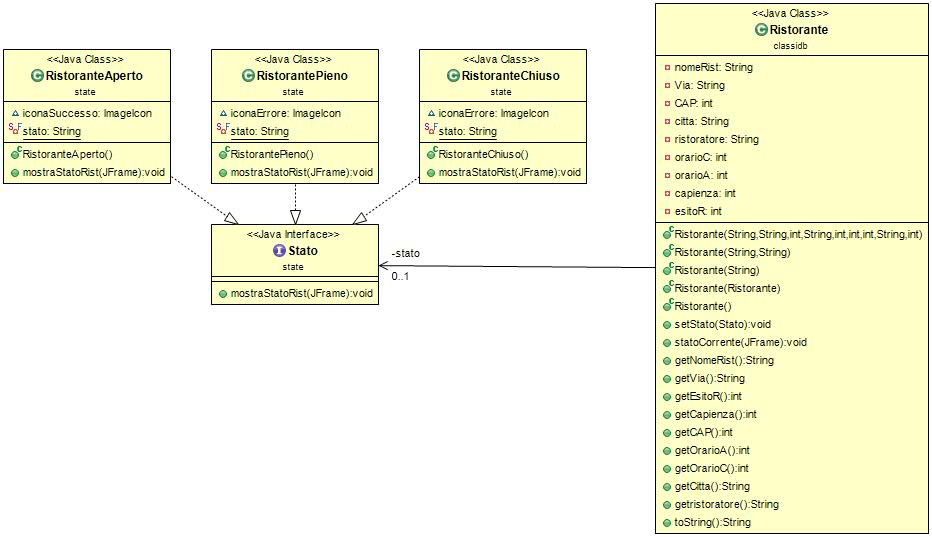 <<Java Class>>
RistoranteAperto
state
iconaSuccesso: ImageIcon
stato: String
RistoranteAperto()
mostraStatoRist(JFrame):void
<<Java Class>>
RistorantePieno
state
iconaErrore: ImageIcon
stato: String
RistorantePieno()
mostraStatoRist(JFrame):void
<<Java Class>>
RistoranteChiuso
state
iconaErrore: ImageIcon
stato: String
RistoranteChiuso()
mostraStatoRist(JFrame):void
<<Java Interface>>
Stato
state
mostraStatoRist(JFrame):void
-stato
0..1
<<Java Class>>
Ristorante
classidb
nomeRist: String
Via: String
CAP: int
citta: String
ristoratore: String
orarioC: int
orarioA: int
capienza: int
esitoR: int
Ristorante(String,String,int,String,int,int,int,String,int)
Ristorante(String,String)
Ristorante(String)
Ristorante(Ristorante)
Ristorante()
setStato(Stato):void
statoCorrente(JFrame):void
getNomeRist():String
getVia():String
getEsitoR():int
getCapienza():int
getCAP():int
getOrarioA():int
getOrarioC():int
getCitta():String
getristoratore():String
toString():String